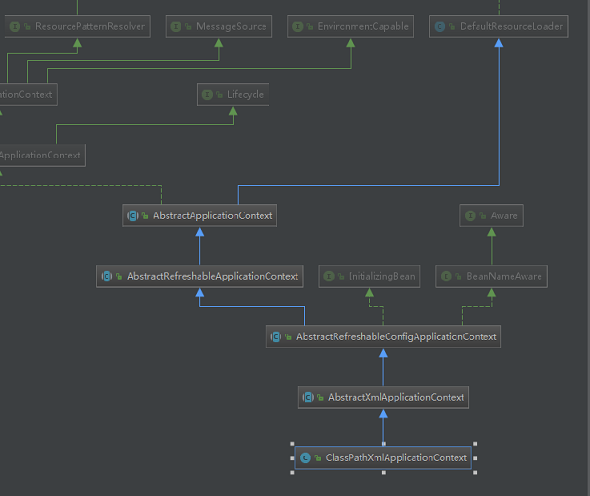 ResourcePatternResolver
MessageSource
EnvironmentCapable
DefaultResourceLoader
ationContext
Lifecycle
ApplicationContext
AbstractApplicationContext
Aware
AbstractRefreshableApplicationContext
InitializingBean
BeanNameAware
AbstractRefreshableConfigApplicationContext
AbstractXmlApplicationContext
ClassPathXmlApplicationContext